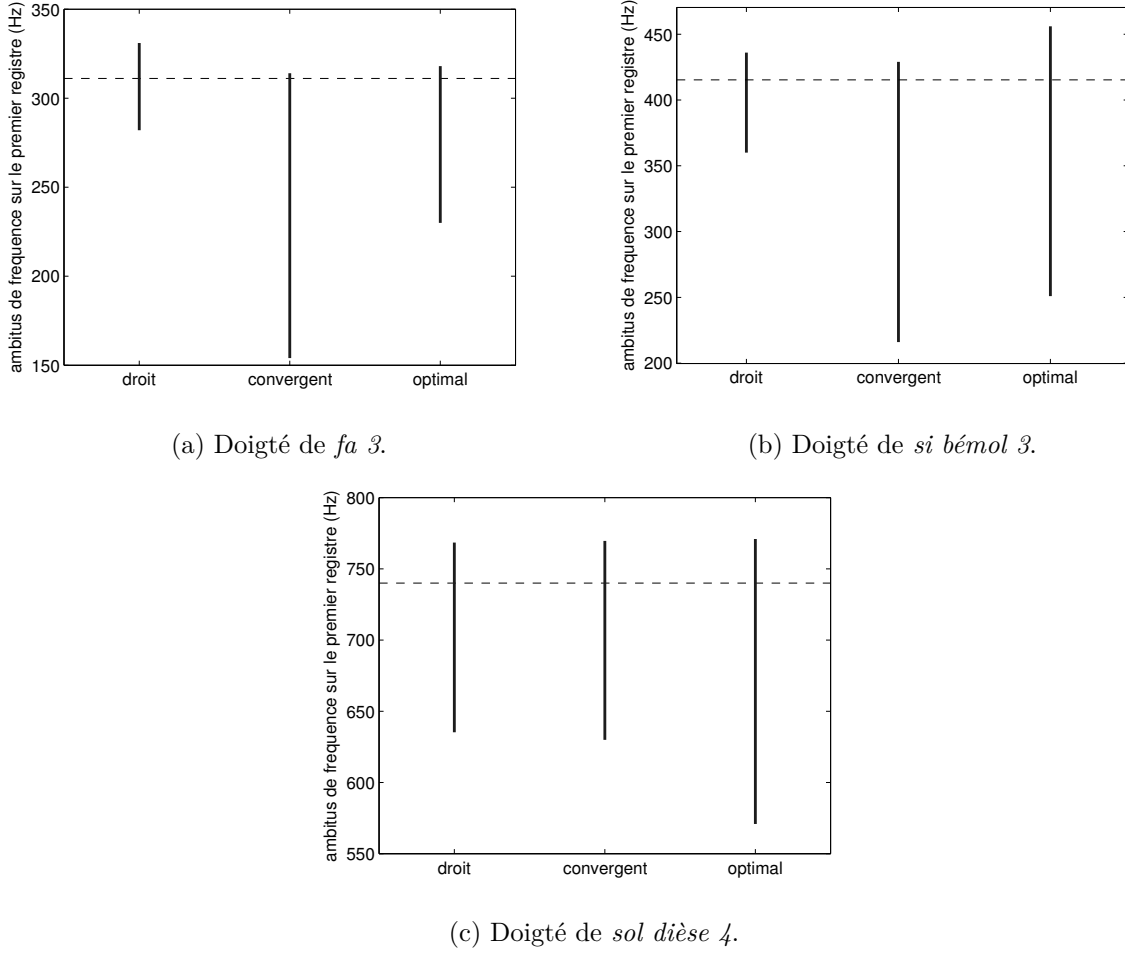 ambitus de frequence sur le premier registre (Hz)
350
300
250
200
150
droit convergent optimal
(a) Doigté de fa 3.
ambitus de frequence sur le premier registre (Hz)
450
400
350
300
250
200
droit convergent optimal
(b) Doigté de si bémol 3.
ambitus de frequence sur le premier registre (Hz)
800
750
700
650
600
550
droit convergent optimal
(c) Doigté de sol dièse 4.